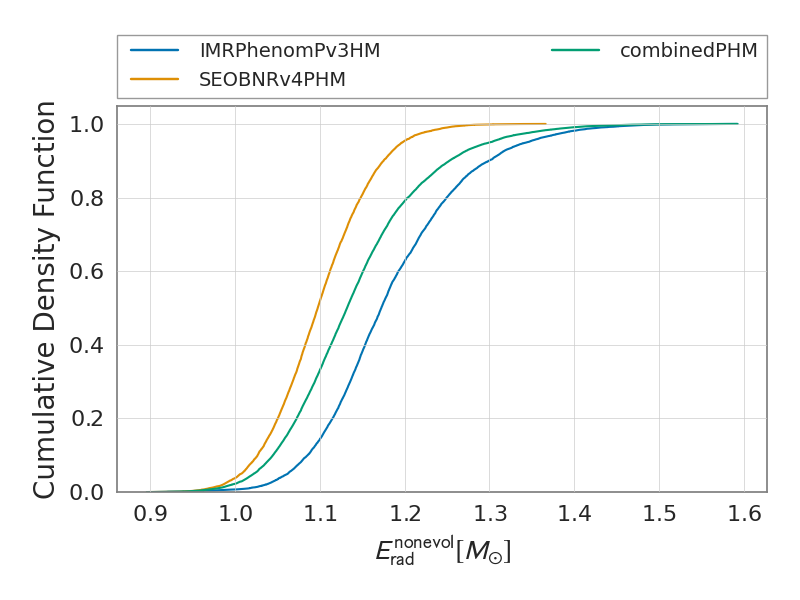 IMRPhenomPv3HM
SEOBNRv4PHM
combinedPHM
Cumulative Density Function
1.0
0.8
0.6
0.4
0.2
0.0
0.9 1.0 1.1 1.2 1.3 1.4 1.5 1.6
E_rad^nonevol [M_⊙]